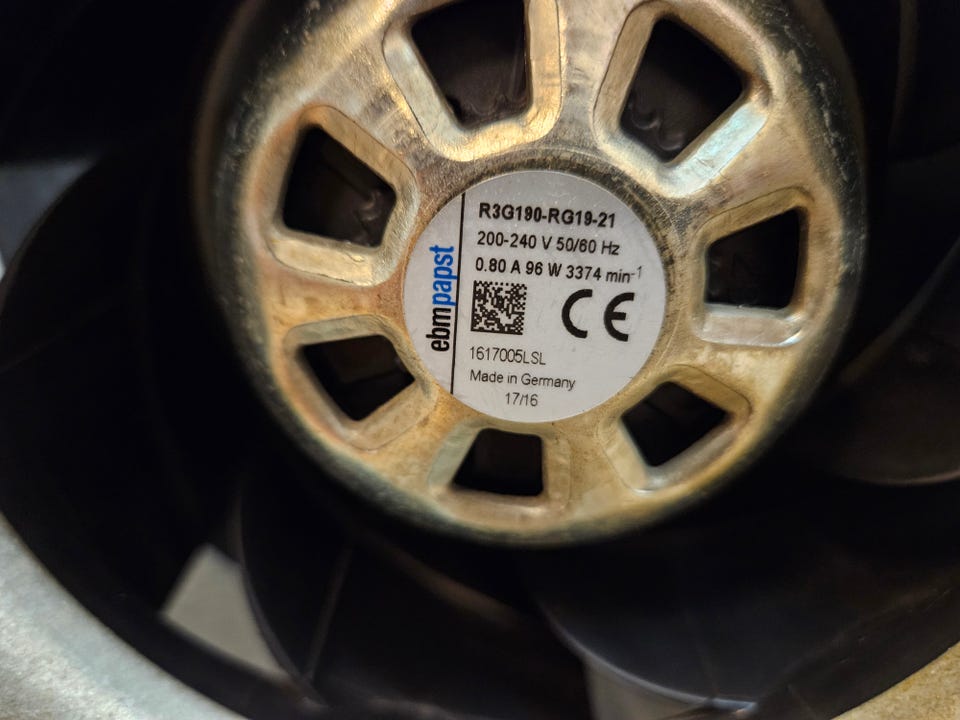 R3G190-RG19-21
200-240 V 50/60 Hz
0.80 A 96 W 3374 min-1
ebmpapst
CE
1617005LSL
Made in Germany
17/16